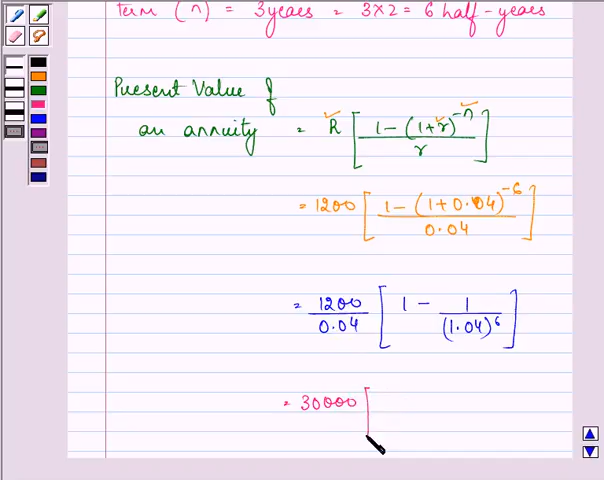 term (n) = 3years = 3×2 = 6 half-years
Present Value of
an annuity = R [ 1 - (1+r)^-n / r ]
= 1200 [ 1 - (1+0.04)^-6 / 0.04 ]
= 1200 / 0.04 [ 1 - 1 / (1.04)^6 ]
= 30000 [